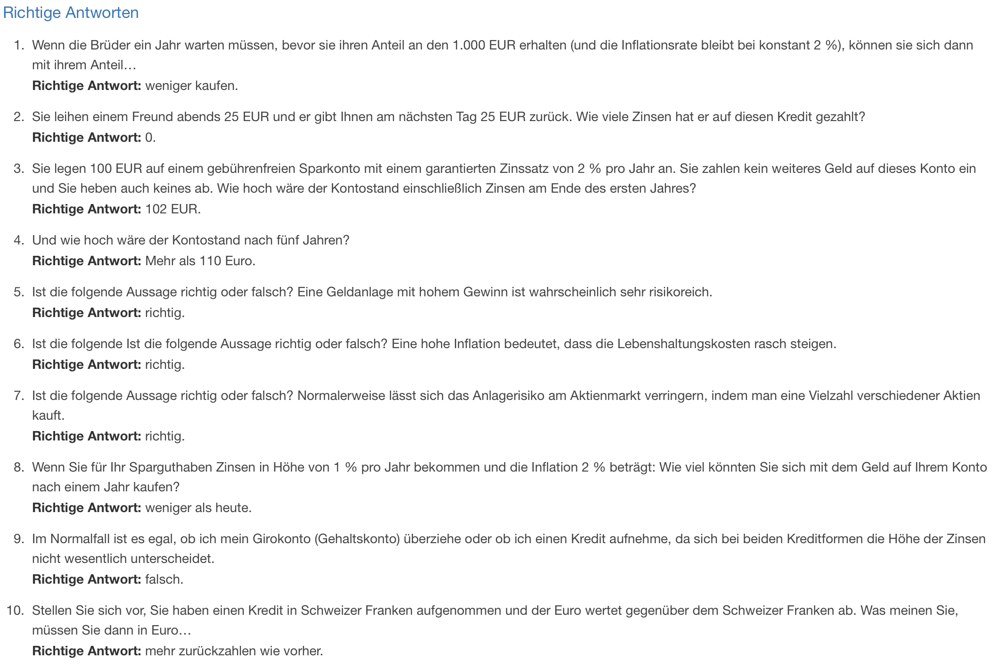 Richtige Antworten
1. Wenn die Brüder ein Jahr warten müssen, bevor sie ihren Anteil an den 1.000 EUR erhalten (und die Inflationsrate bleibt bei konstant 2 %), können sie sich dann
mit ihrem Anteil…
Richtige Antwort: weniger kaufen.
2. Sie leihen einem Freund abends 25 EUR und er gibt Ihnen am nächsten Tag 25 EUR zurück. Wie viele Zinsen hat er auf diesen Kredit gezahlt?
Richtige Antwort: 0.
3. Sie legen 100 EUR auf einem gebührenfreien Sparkonto mit einem garantierten Zinssatz von 2 % pro Jahr an. Sie zahlen kein weiteres Geld auf dieses Konto ein
und Sie heben auch keines ab. Wie hoch wäre der Kontostand einschließlich Zinsen am Ende des ersten Jahres?
Richtige Antwort: 102 EUR.
4. Und wie hoch wäre der Kontostand nach fünf Jahren?
Richtige Antwort: Mehr als 110 Euro.
5. Ist die folgende Aussage richtig oder falsch? Eine Geldanlage mit hohem Gewinn ist wahrscheinlich sehr risikoreich.
Richtige Antwort: richtig.
6. Ist die folgende Ist die folgende Aussage richtig oder falsch? Eine hohe Inflation bedeutet, dass die Lebenshaltungskosten rasch steigen.
Richtige Antwort: richtig.
7. Ist die folgende Aussage richtig oder falsch? Normalerweise lässt sich das Anlagerisiko am Aktienmarkt verringern, indem man eine Vielzahl verschiedener Aktien
kauft.
Richtige Antwort: richtig.
8. Wenn Sie für Ihr Sparguthaben Zinsen in Höhe von 1 % pro Jahr bekommen und die Inflation 2 % beträgt: Wie viel könnten Sie sich mit dem Geld auf Ihrem Konto
nach einem Jahr kaufen?
Richtige Antwort: weniger als heute.
9. Im Normalfall ist es egal, ob ich mein Girokonto (Gehaltskonto) überziehe oder ob ich einen Kredit aufnehme, da sich bei beiden Kreditformen die Höhe der Zinsen
nicht wesentlich unterscheidet.
Richtige Antwort: falsch.
10. Stellen Sie sich vor, Sie haben einen Kredit in Schweizer Franken aufgenommen und der Euro wertet gegenüber dem Schweizer Franken ab. Was meinen Sie,
müssen Sie dann in Euro…
Richtige Antwort: mehr zurückzahlen wie vorher.